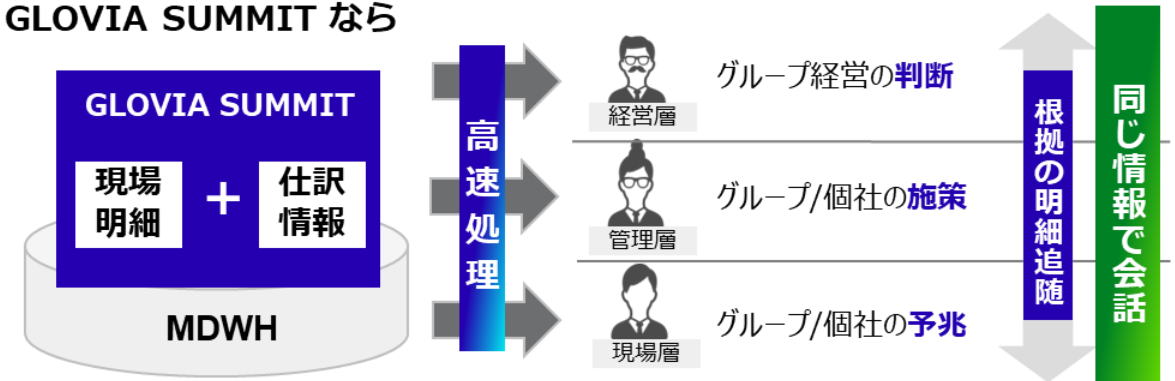 GLOVIA SUMMIT なら
GLOVIA SUMMIT
現場
明細
+
仕訳
情報
MDWH
高速処理
経営層
グループ経営の判断
管理層
グループ/個社の施策
現場層
グループ/個社の予兆
根拠の明細追随
同じ情報で会話